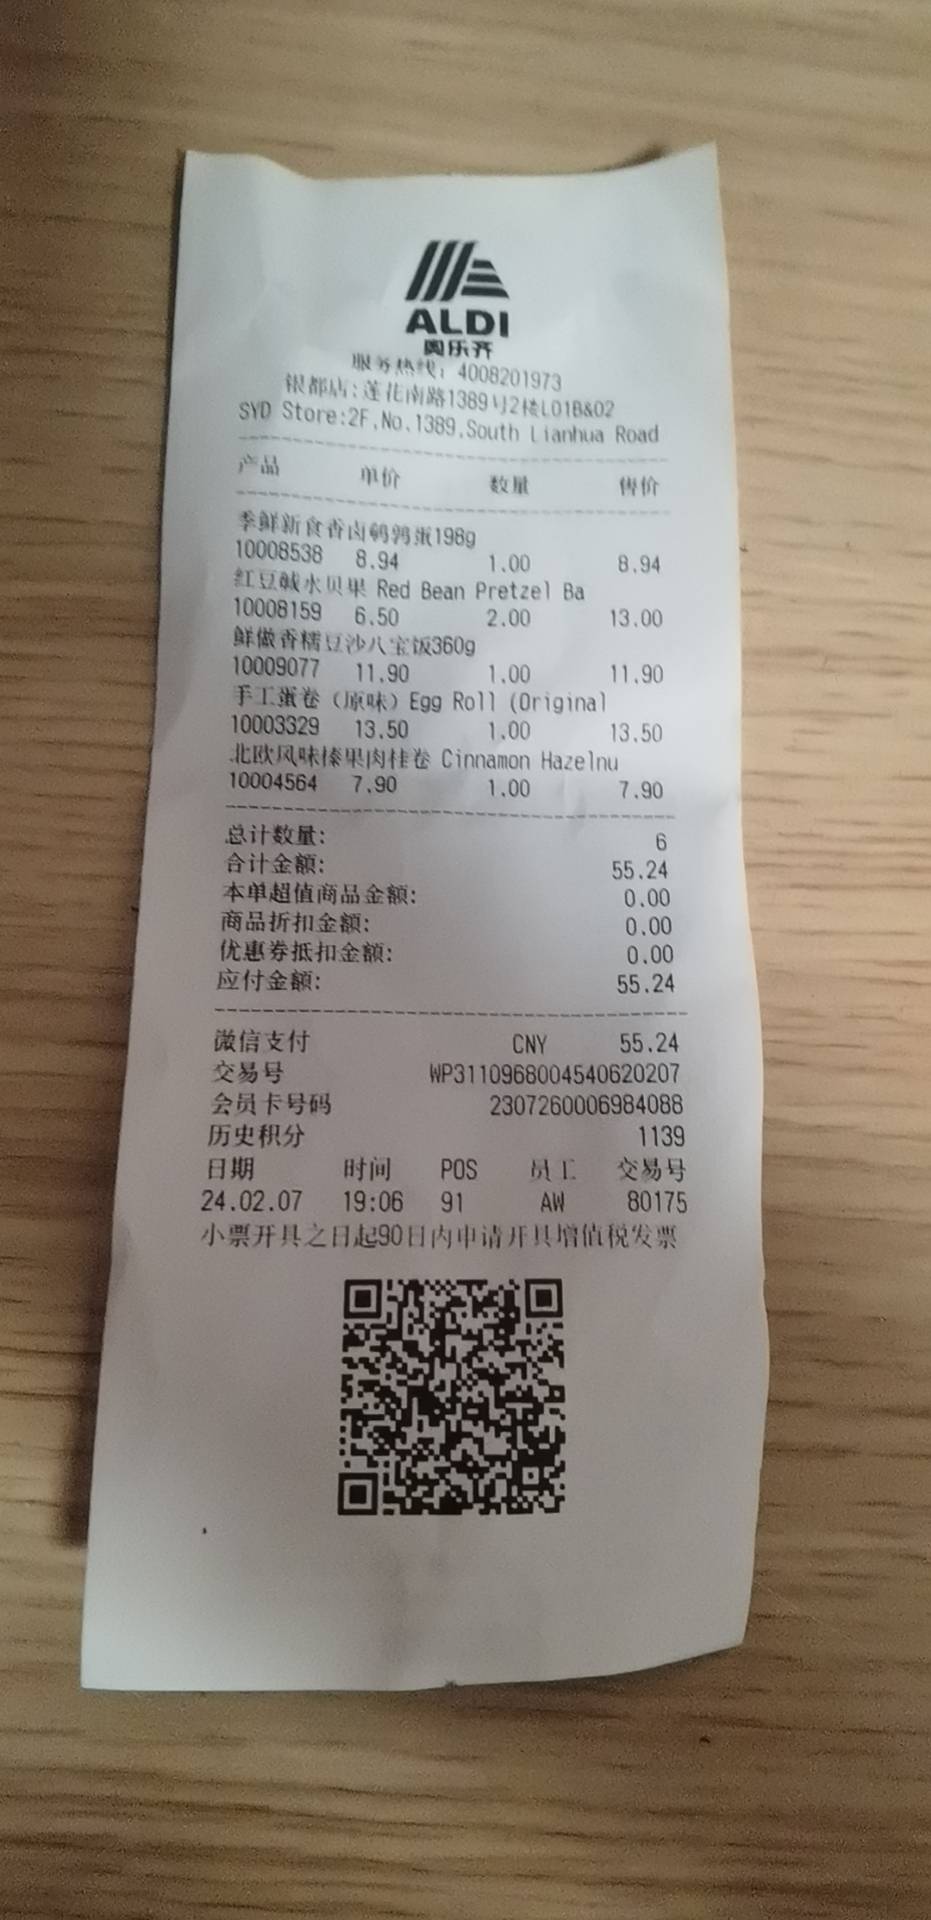 ALDI
奥乐齐
服务热线: 4008201973
银都店:莲花南路1389号2楼L01B&02
SYD Store:2F,No.1389,South Lianhua Road
产品 单价 数量 售价
季鲜新食香卤鹌鹑蛋198g
10008538 8.94 1.00 8.94
红豆碱水贝果 Red Bean Pretzel Ba
10008159 6.50 2.00 13.00
鲜做香糯豆沙八宝饭360g
10009077 11.90 1.00 11.90
手工蛋卷（原味）Egg Roll (Original
10003329 13.50 1.00 13.50
北欧风味榛果肉桂卷 Cinnamon Hazelnu
10004564 7.90 1.00 7.90
总计数量: 6
合计金额: 55.24
本单超值商品金额: 0.00
商品折扣金额: 0.00
优惠券抵扣金额: 0.00
应付金额: 55.24
微信支付 CNY 55.24
交易号 WP3110968004540620207
会员卡号码 2307260006984088
历史积分 1139
日期 时间 POS 员工 交易号
24.02.07 19:06 91 AW 80175
小票开具之日起90日内申请开具增值税发票